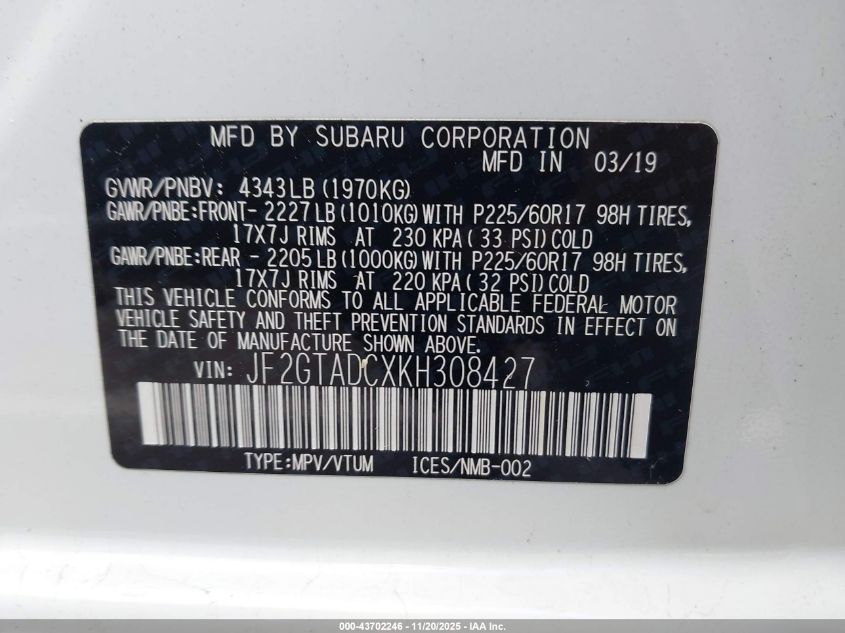 MFD BY SUBARU CORPORATION
MFD IN 03/19
GVWR/PNBV: 4343LB (1970KG)
GAWR/PNBE:FRONT- 2227LB(1010KG)WITH P225/60R17 98H TIRES,
17X7J RIMS AT 230 KPA( 33 PSI)COLD
GAWR/PNBE:REAR - 2205LB(1000KG)WITH P225/60R17 98H TIRES,
17X7J RIMS AT 220 KPA( 32 PSI)COLD
THIS VEHICLE CONFORMS TO ALL APPLICABLE FEDERAL MOTOR
VEHICLE SAFETY AND THEFT PREVENTION STANDARDS IN EFFECT ON
THE DATE OF MANUFACTURE SHOWN ABOVE.
VIN: JF2GTADCXKH308427
TYPE:MPV/VTUM ICES/NMB-002
000-43702246 - 11/20/2025 - IAA Inc.